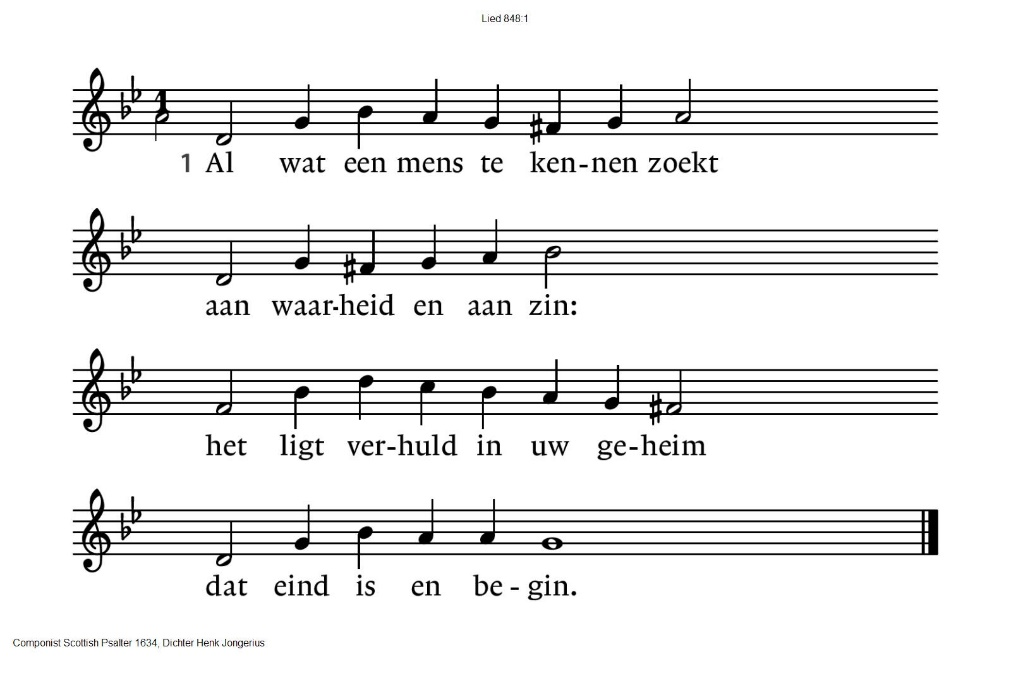 Lied 848:1
1
1 Al wat een mens te ken-nen zoekt
aan waar-heid en aan zin:
het ligt ver-huld in uw ge-heim
dat eind is en be - gin.
Componist Scottish Psalter 1634, Dichter Henk Jongerius